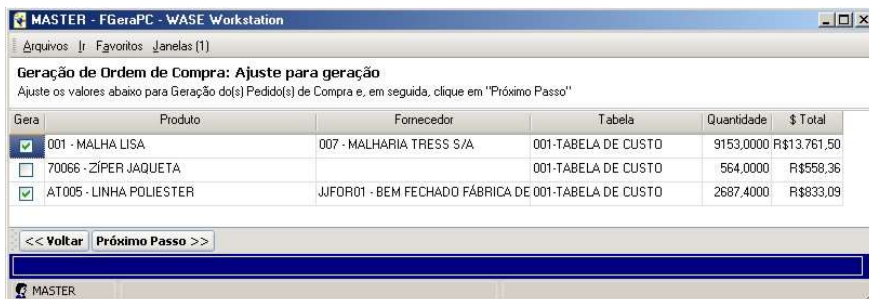 MASTER - FGeraPC - WASE Workstation
Arquivos Ir Favoritos Janelas (1)
Geração de Ordem de Compra: Ajuste para geração
Ajuste os valores abaixo para Geração do(s) Pedido(s) de Compra e, em seguida, clique em "Próximo Passo"
Gera Produto Fornecedor Tabela Quantidade $ Total
001 - MALHA LISA 007 - MALHARIA TRESS S/A 001-TABELA DE CUSTO 9153,0000 R$13.761,50
70066 - ZÍPER JAQUETA 001-TABELA DE CUSTO 564,0000 R$558,36
AT005 - LINHA POLIESTER JJFOR01 - BEM FECHADO FÁBRICA DE 001-TABELA DE CUSTO 2687,4000 R$833,09
<< Voltar Próximo Passo >>
MASTER